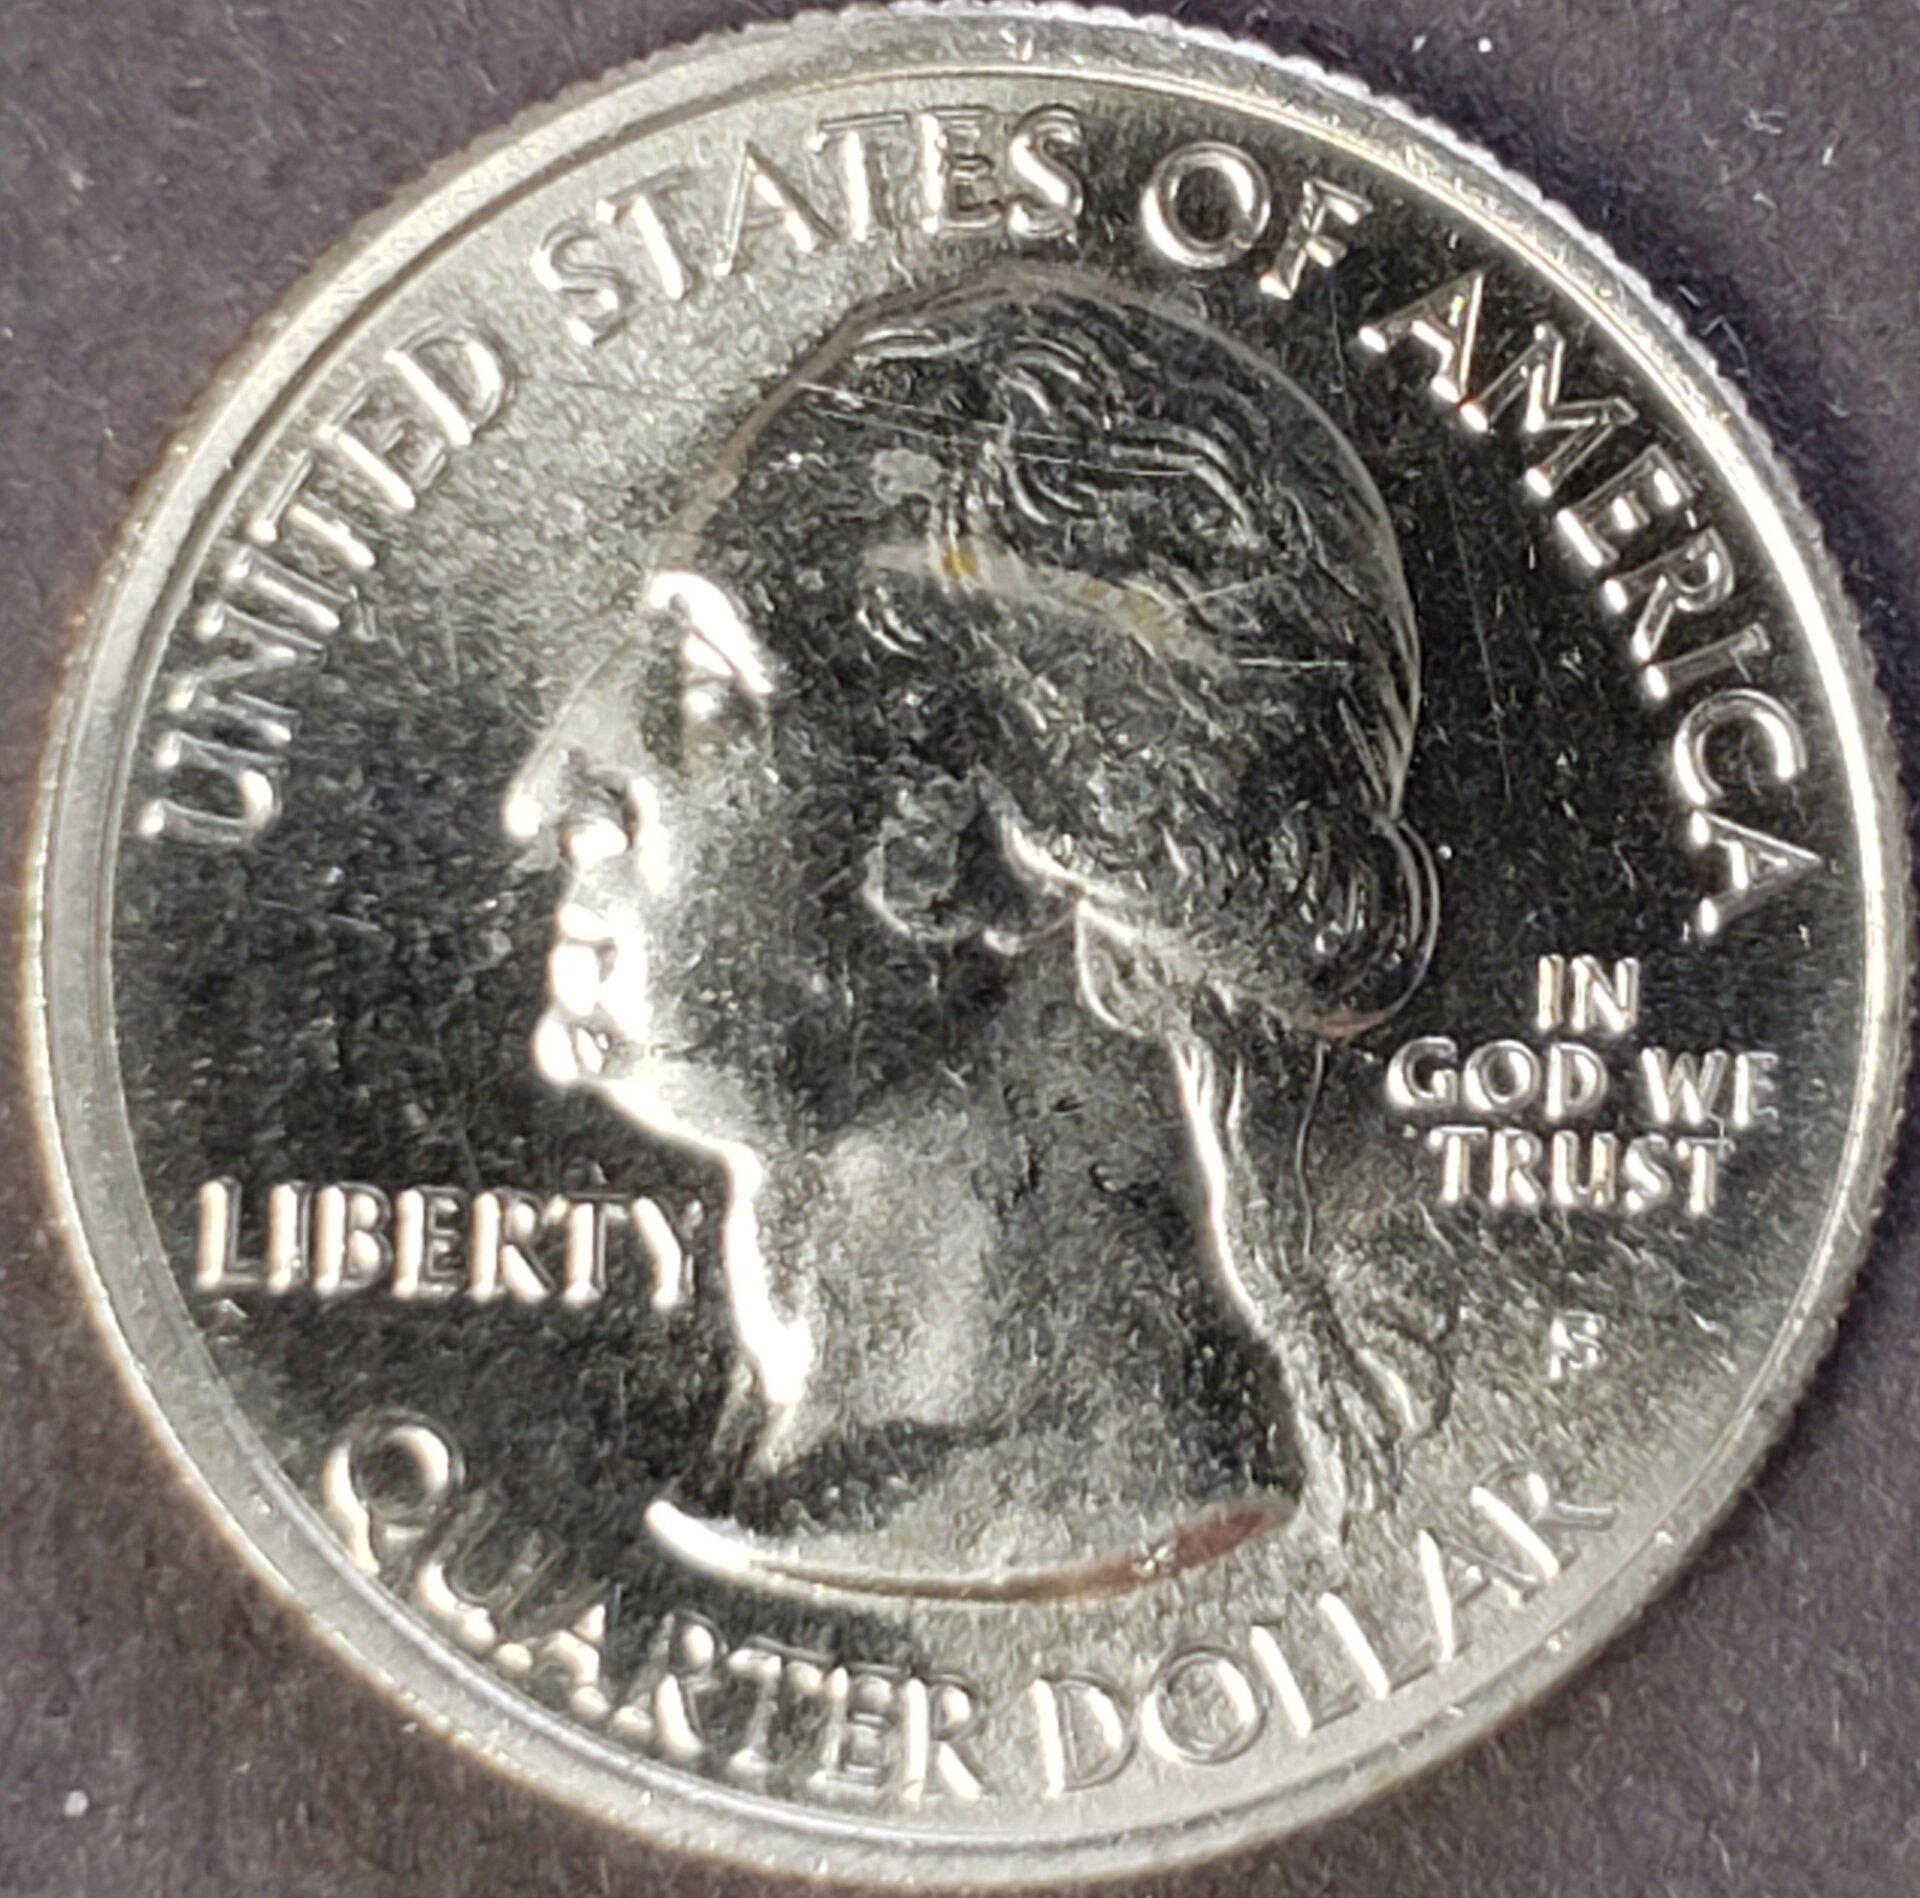 UNITED STATES OF AMERICA
LIBERTY
IN
GOD WE
TRUST
S
QUARTER DOLLAR